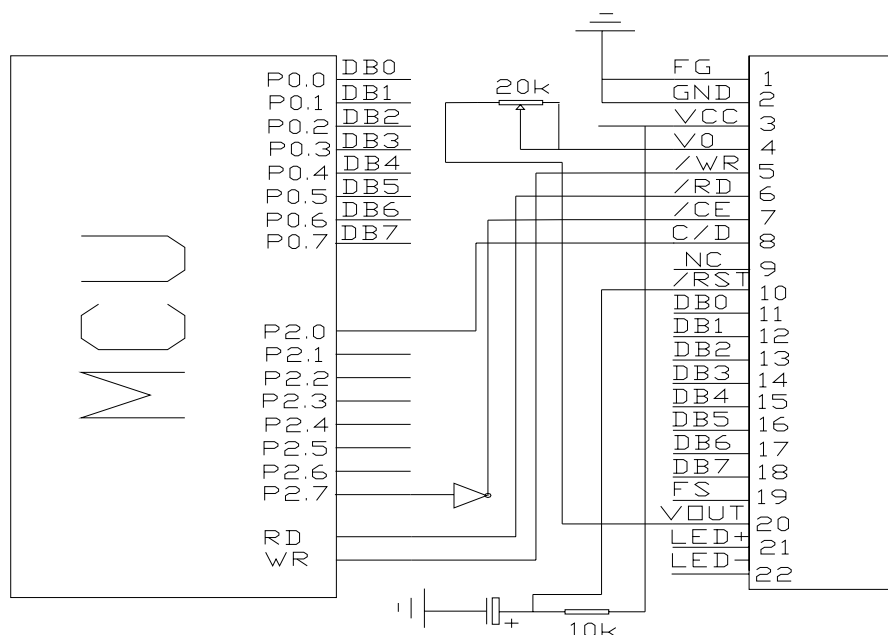 MCU
P0.0 DB0
P0.1 DB1
P0.2 DB2
P0.3 DB3
P0.4 DB4
P0.5 DB5
P0.6 DB6
P0.7 DB7
P2.0
P2.1
P2.2
P2.3
P2.4
P2.5
P2.6
P2.7
RD
WR
20k
10k
+
FG 1
GND 2
VCC 3
V0 4
/WR 5
/RD 6
/CE 7
C/D 8
NC 9
/RST 10
DB0 11
DB1 12
DB2 13
DB3 14
DB4 15
DB5 16
DB6 17
DB7 18
FS 19
VOUT 20
LED+ 21
LED- 22